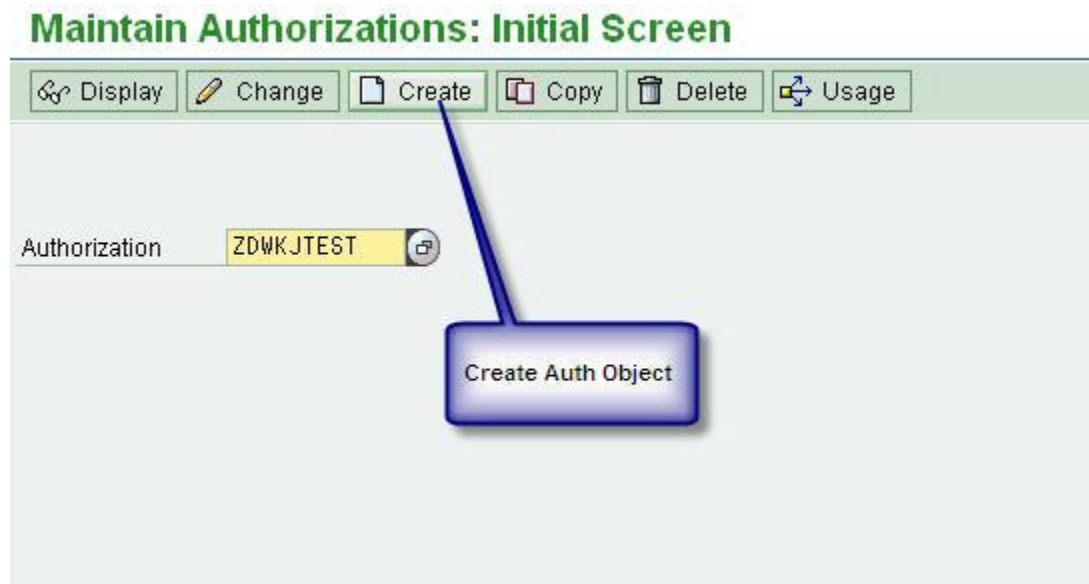 Maintain Authorizations: Initial Screen
Display Change Create Copy Delete Usage
Authorization ZDWKJTEST
Create Auth Object